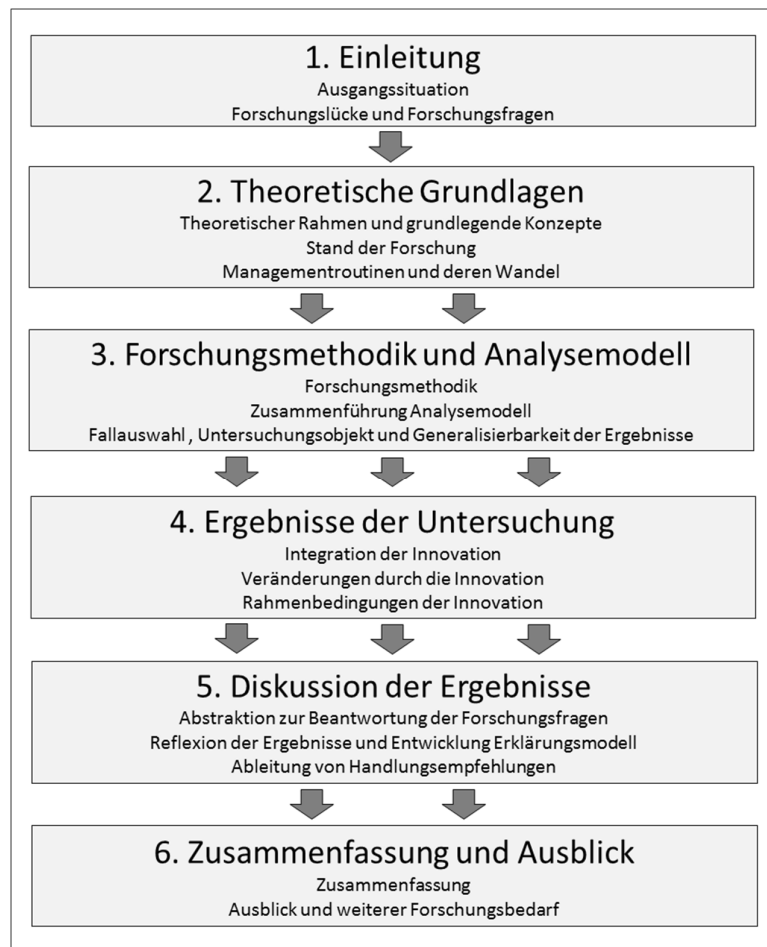 1. Einleitung
Ausgangssituation
Forschungslücke und Forschungsfragen
2. Theoretische Grundlagen
Theoretischer Rahmen und grundlegende Konzepte
Stand der Forschung
Managementroutinen und deren Wandel
3. Forschungsmethodik und Analysemodell
Forschungsmethodik
Zusammenführung Analysemodell
Fallauswahl , Untersuchungsobjekt und Generalisierbarkeit der Ergebnisse
4. Ergebnisse der Untersuchung
Integration der Innovation
Veränderungen durch die Innovation
Rahmenbedingungen der Innovation
5. Diskussion der Ergebnisse
Abstraktion zur Beantwortung der Forschungsfragen
Reflexion der Ergebnisse und Entwicklung Erklärungsmodell
Ableitung von Handlungsempfehlungen
6. Zusammenfassung und Ausblick
Zusammenfassung
Ausblick und weiterer Forschungsbedarf